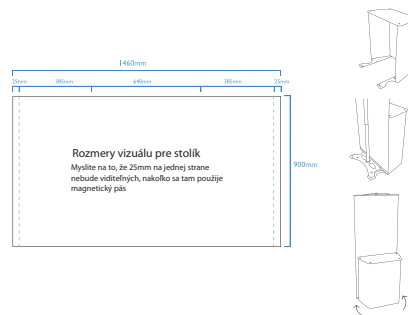 1460mm
25mm 385mm 640mm 385mm 25mm
900mm
Rozmery vizuálu pre stolík
Myslite na to, že 25mm na jednej strane
nebude viditeľných, nakoľko sa tam použije
magnetický pás